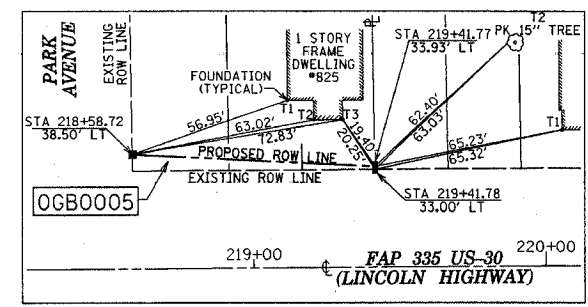 PARK
AVENUE
EXISTING
ROW LINE
1 STORY
FRAME
DWELLING
#825
FOUNDATION
(TYPICAL)
STA 219+41.77
33.93' LT
T2
PK 15" TREE
T1
T2
T3
T1
STA 218+58.72
38.50' LT
56.95'
63.02'
72.83'
19.40'
20.25'
62.40'
63.03'
65.23'
65.32'
PROPOSED ROW LINE
EXISTING ROW LINE
0GB0005
STA 219+41.78
33.00' LT
219+00
220+00
FAP 335 US-30
(LINCOLN HIGHWAY)